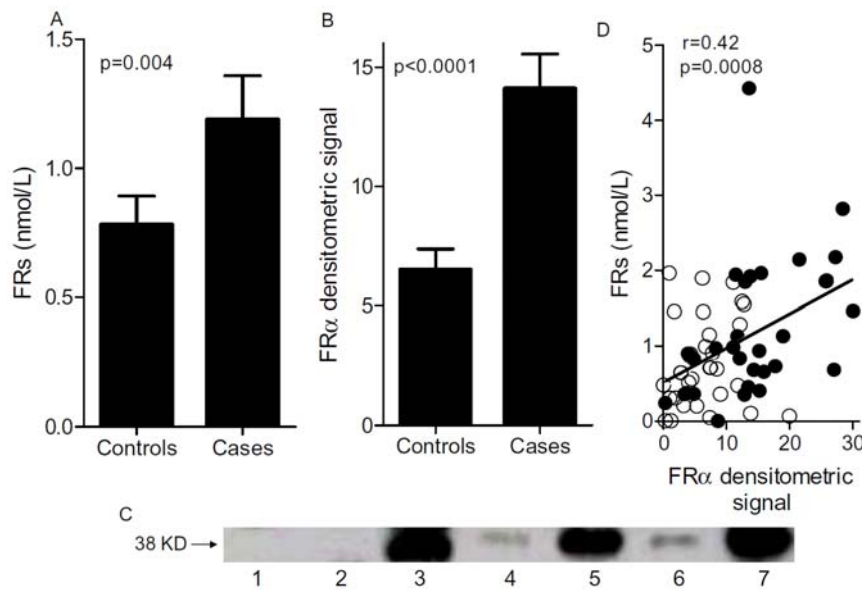 A
p=0.004
FRs (nmol/L)
1.5
1.0
0.5
0.0
Controls Cases
B
p<0.0001
FRα densitometric signal
15
10
5
0
Controls Cases
D
r=0.42
p=0.0008
FRs (nmol/L)
5
4
3
2
1
0
0 10 20 30
FRα densitometric
signal
C
38 KD
1 2 3 4 5 6 7